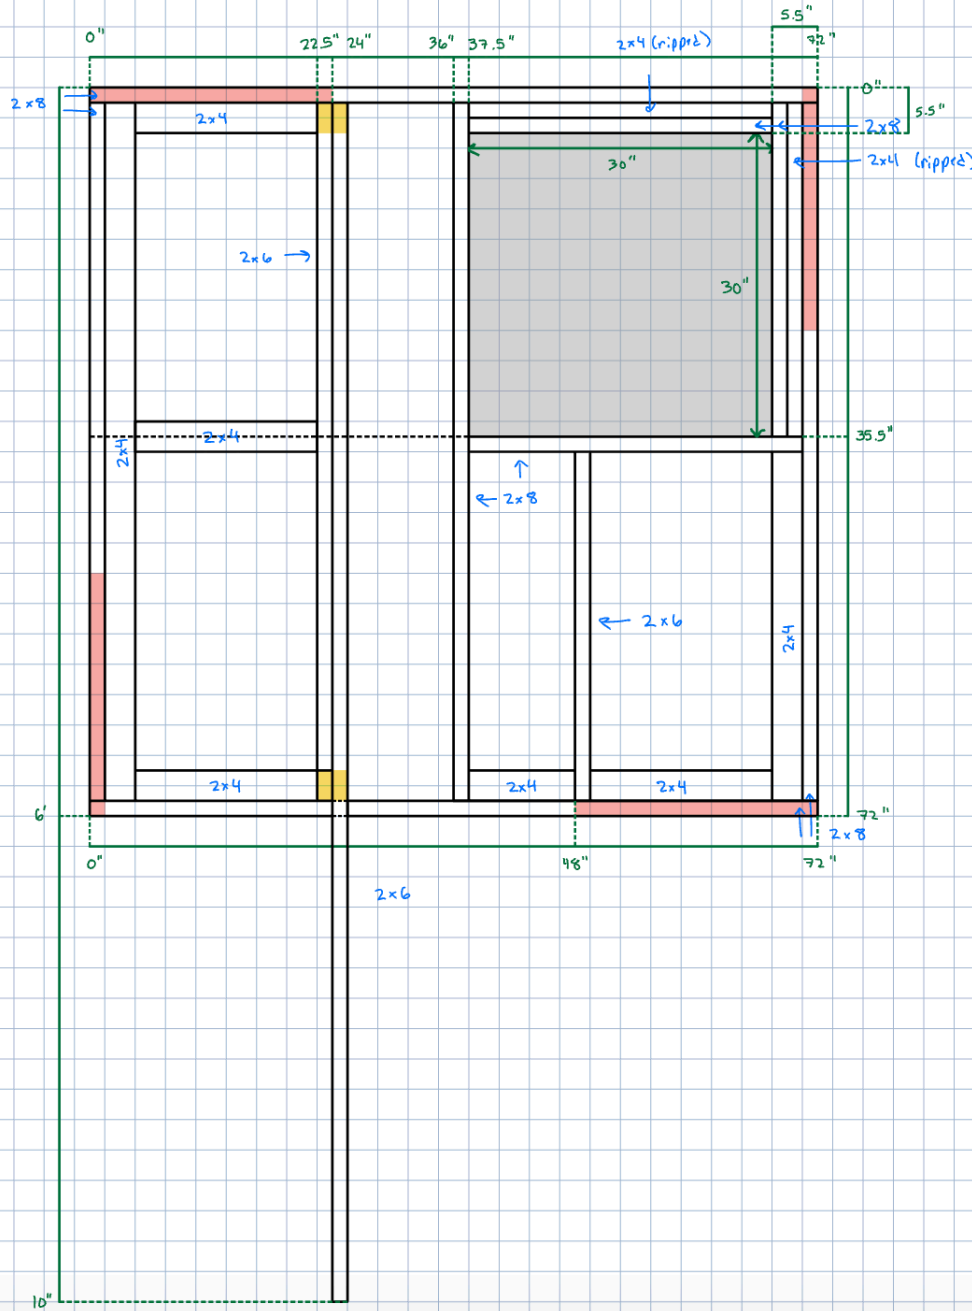 5.5"
0"
22.5" 24"
36" 37.5"
2x4 (ripped)
72"
0"
2x8
2x4
5.5"
2x8
30"
2x4 (ripped)
2x6
30"
2x4
2x4
35.5"
2x8
2x6
2x4
2x4
2x4
2x4
6'
72"
2x8
0"
48"
72"
2x6
10"